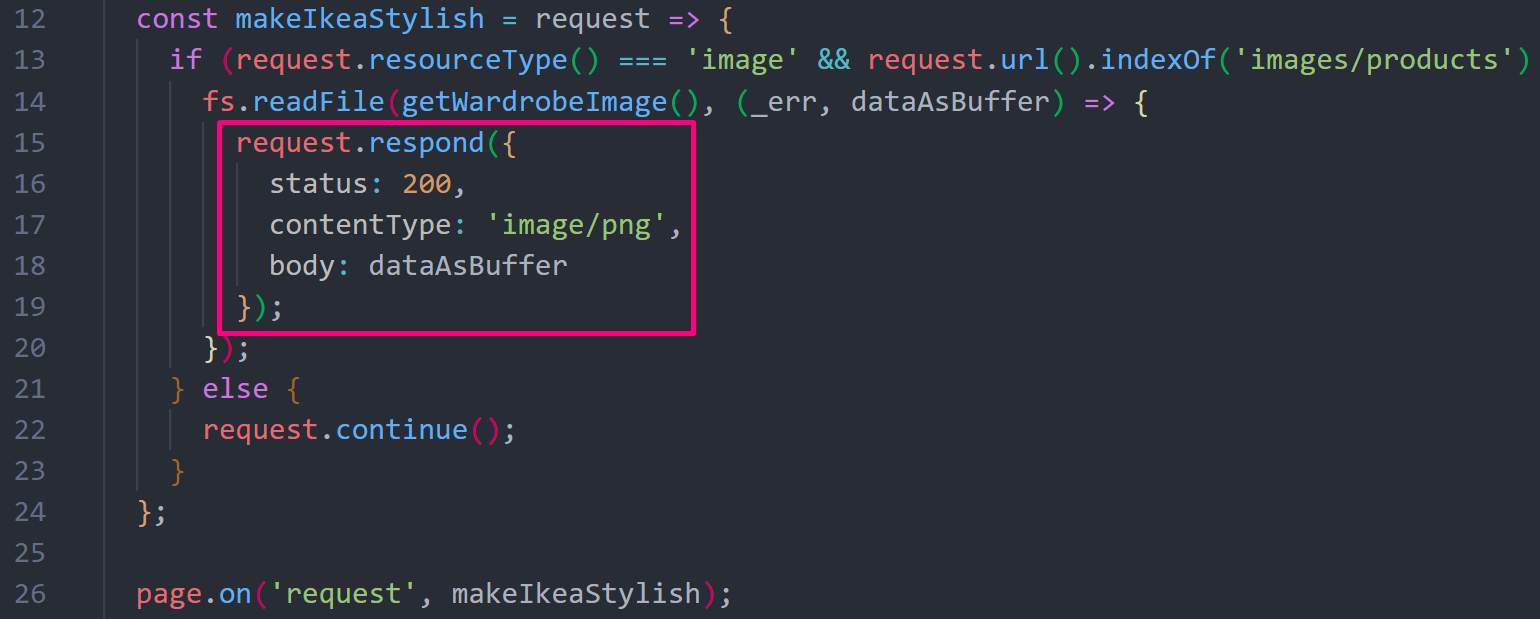 12 const makeIkeaStylish = request => {
13 if (request.resourceType() === 'image' && request.url().indexOf('images/products')
14 fs.readFile(getWardrobeImage(), (_err, dataAsBuffer) => {
15 request.respond({
16 status: 200,
17 contentType: 'image/png',
18 body: dataAsBuffer
19 });
20 });
21 } else {
22 request.continue();
23 }
24 };
25
26 page.on('request', makeIkeaStylish);